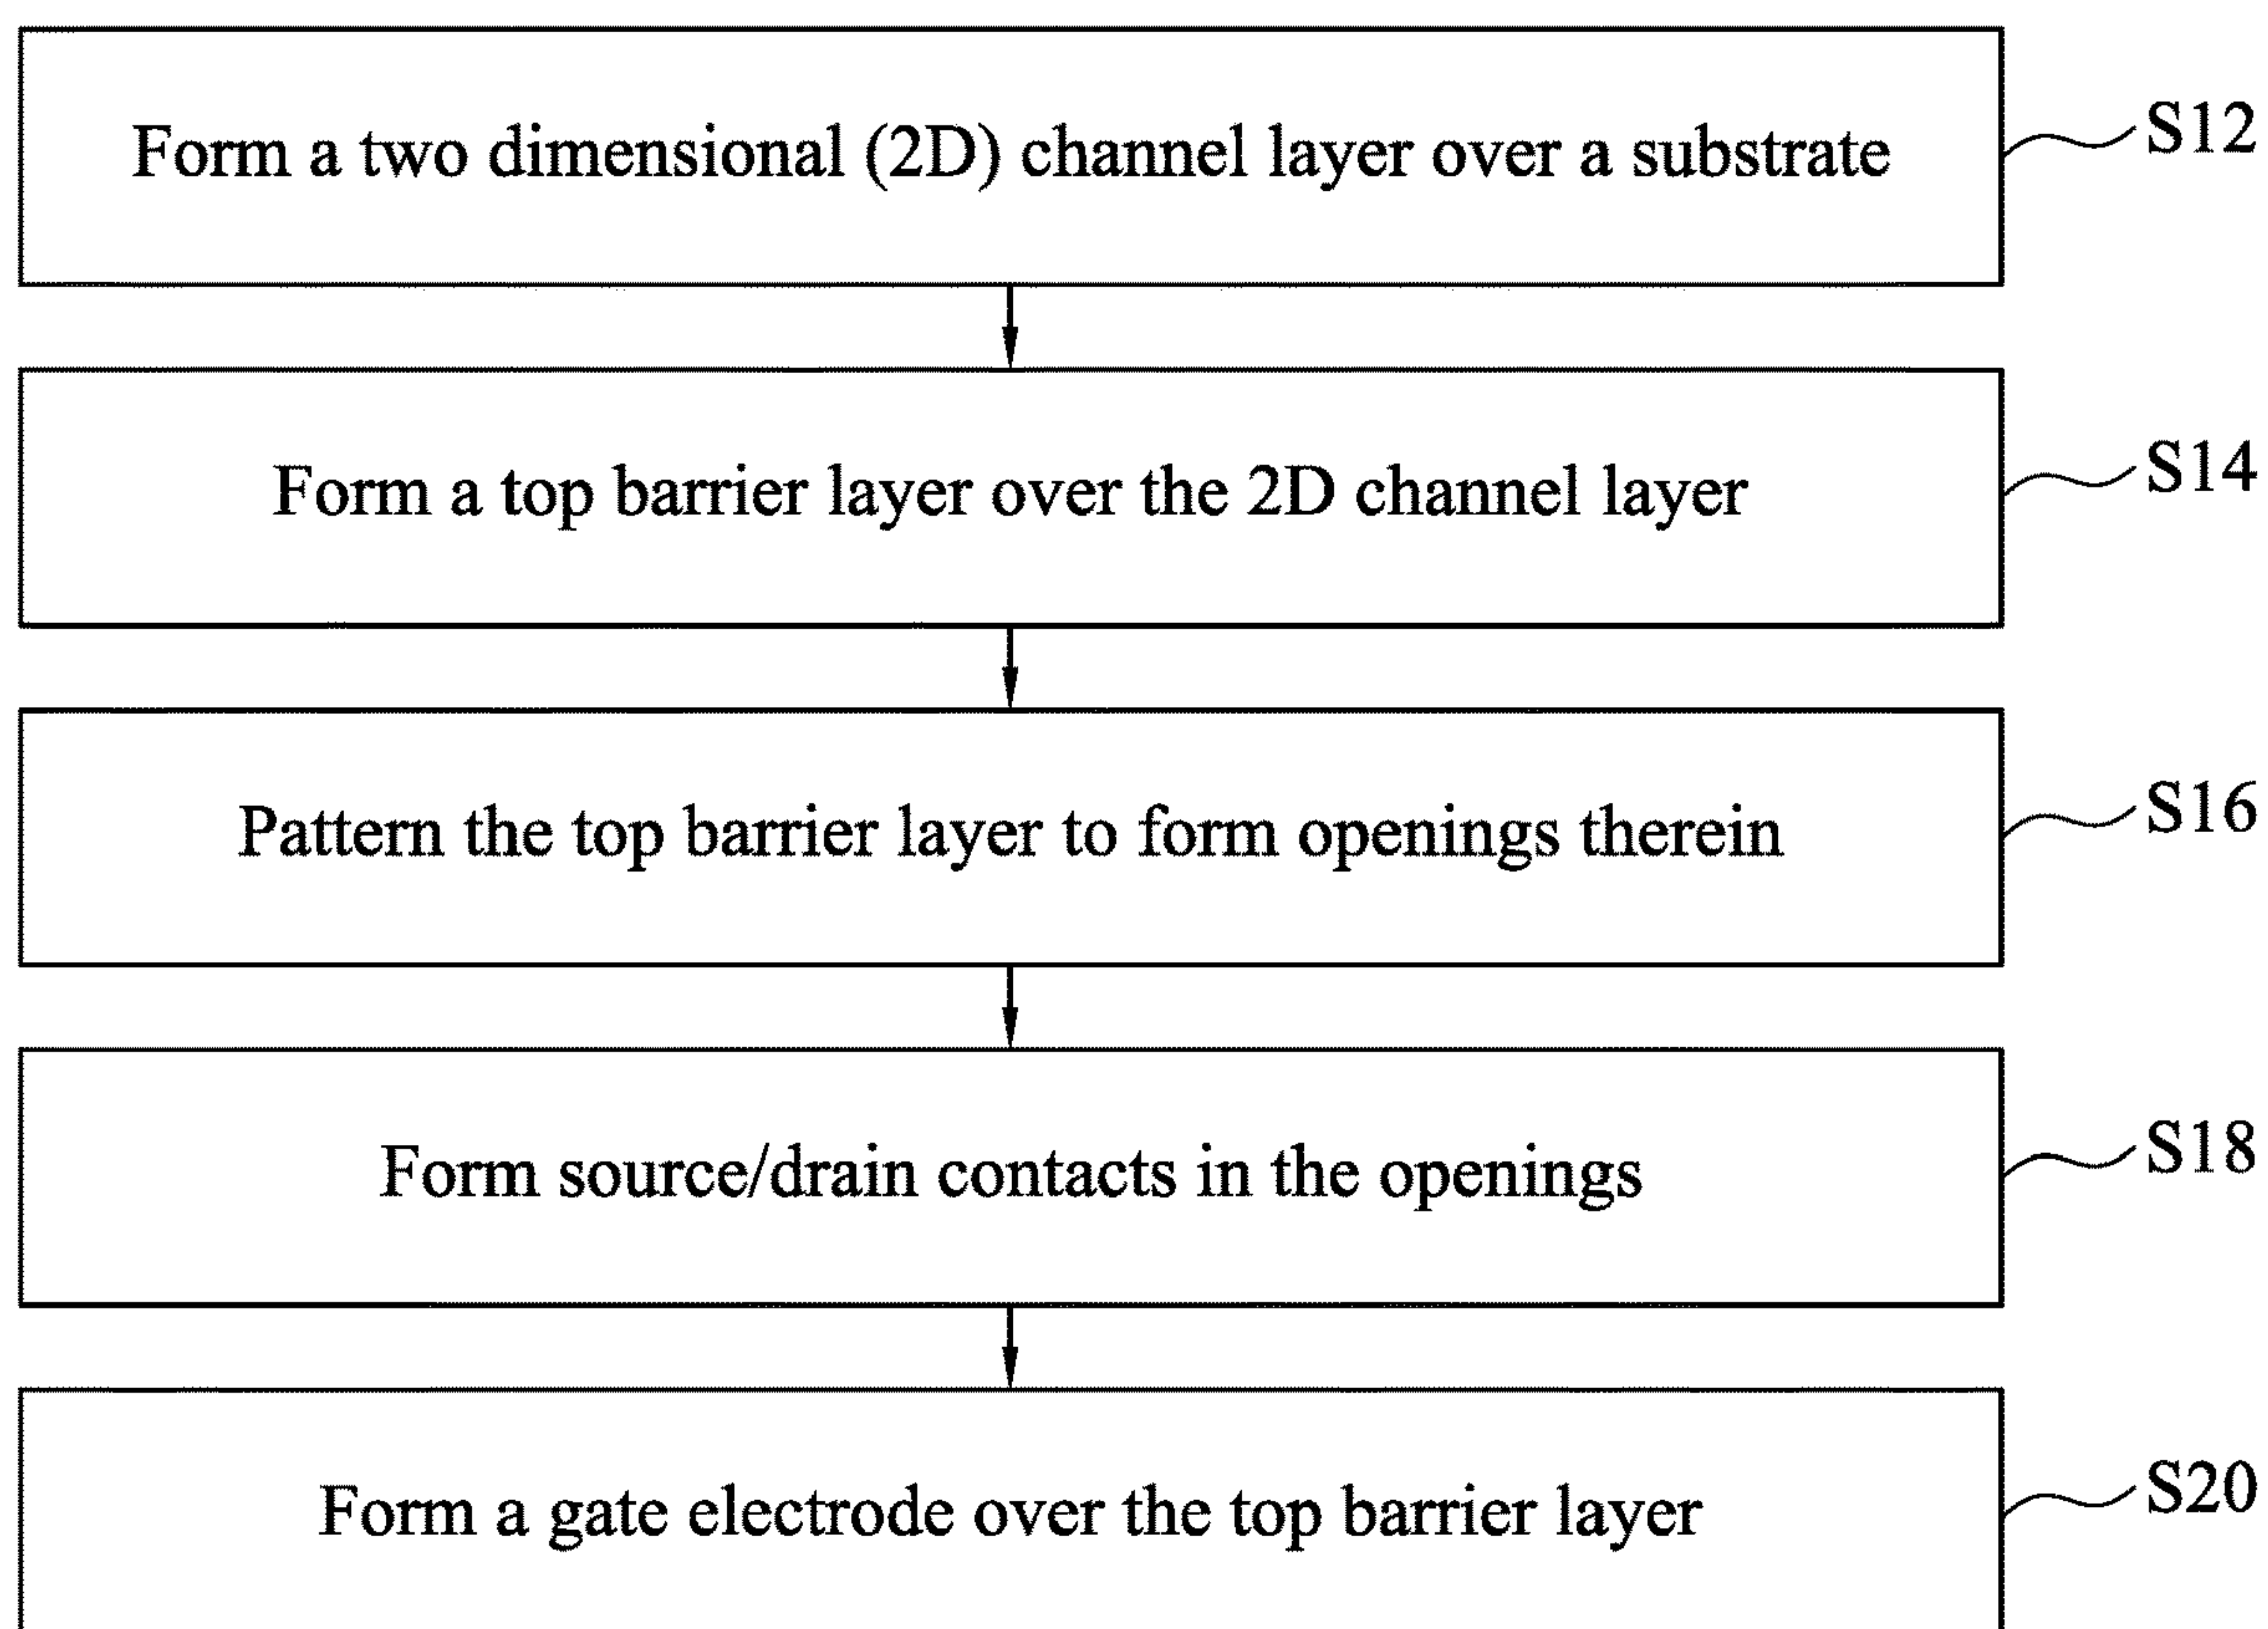 Form a two dimensional (2D) channel layer over a substrate
S12
Form a top barrier layer over the 2D channel layer
S14
Pattern the top barrier layer to form openings therein
S16
Form source/drain contacts in the openings
S18
Form a gate electrode over the top barrier layer
S20